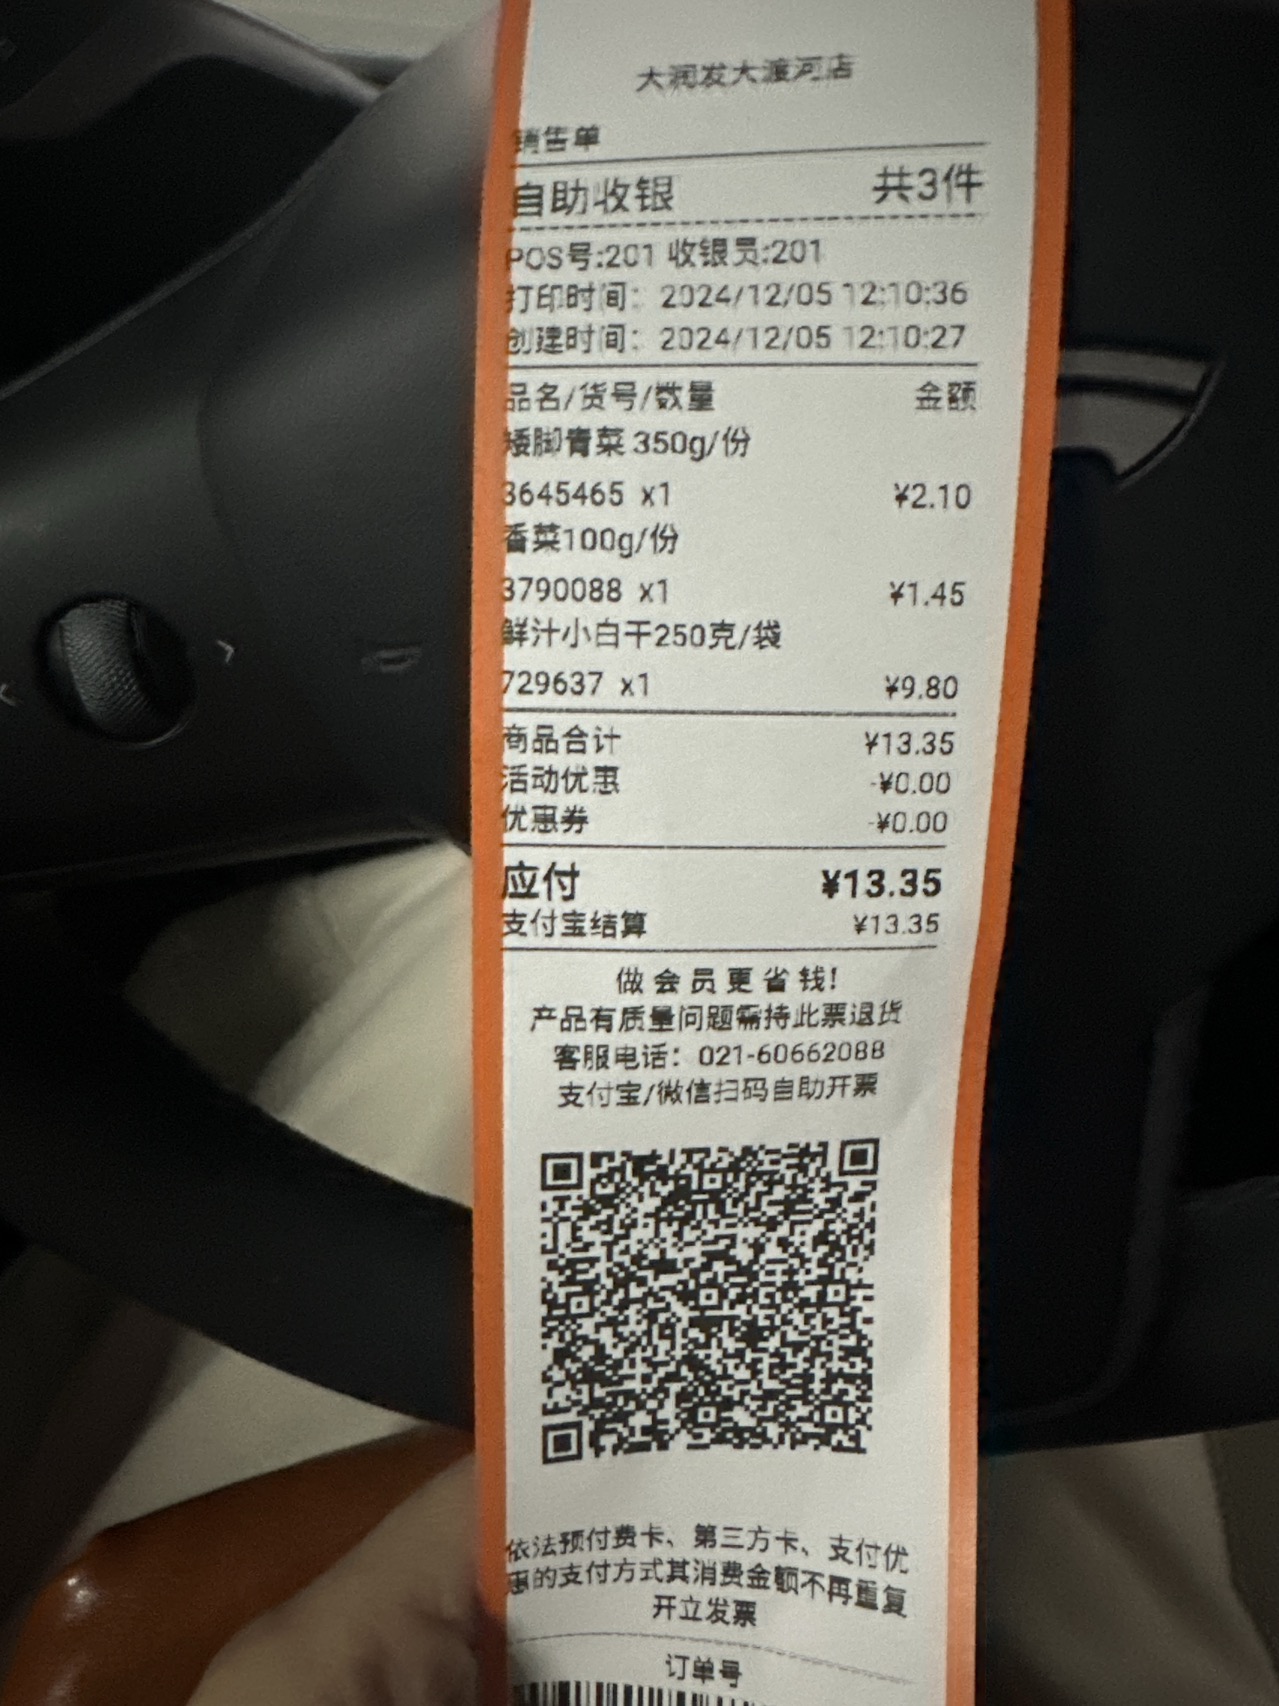 大润发大渡河店
销售单
自助收银 共3件
POS号:201 收银员:201
打印时间：2024/12/05 12:10:36
创建时间：2024/12/05 12:10:27
品名/货号/数量 金额
矮脚青菜 350g/份
3645465 x1 ¥2.10
香菜100g/份
3790088 x1 ¥1.45
鲜汁小白干250克/袋
729637 x1 ¥9.80
商品合计 ¥13.35
活动优惠 -¥0.00
优惠券 -¥0.00
应付 ¥13.35
支付宝结算 ¥13.35
做会员更省钱!
产品有质量问题需持此票退货
客服电话：021-60662088
支付宝/微信扫码自助开票
依法预付费卡、第三方卡、支付优
惠的支付方式其消费金额不再重复
开立发票
订单号